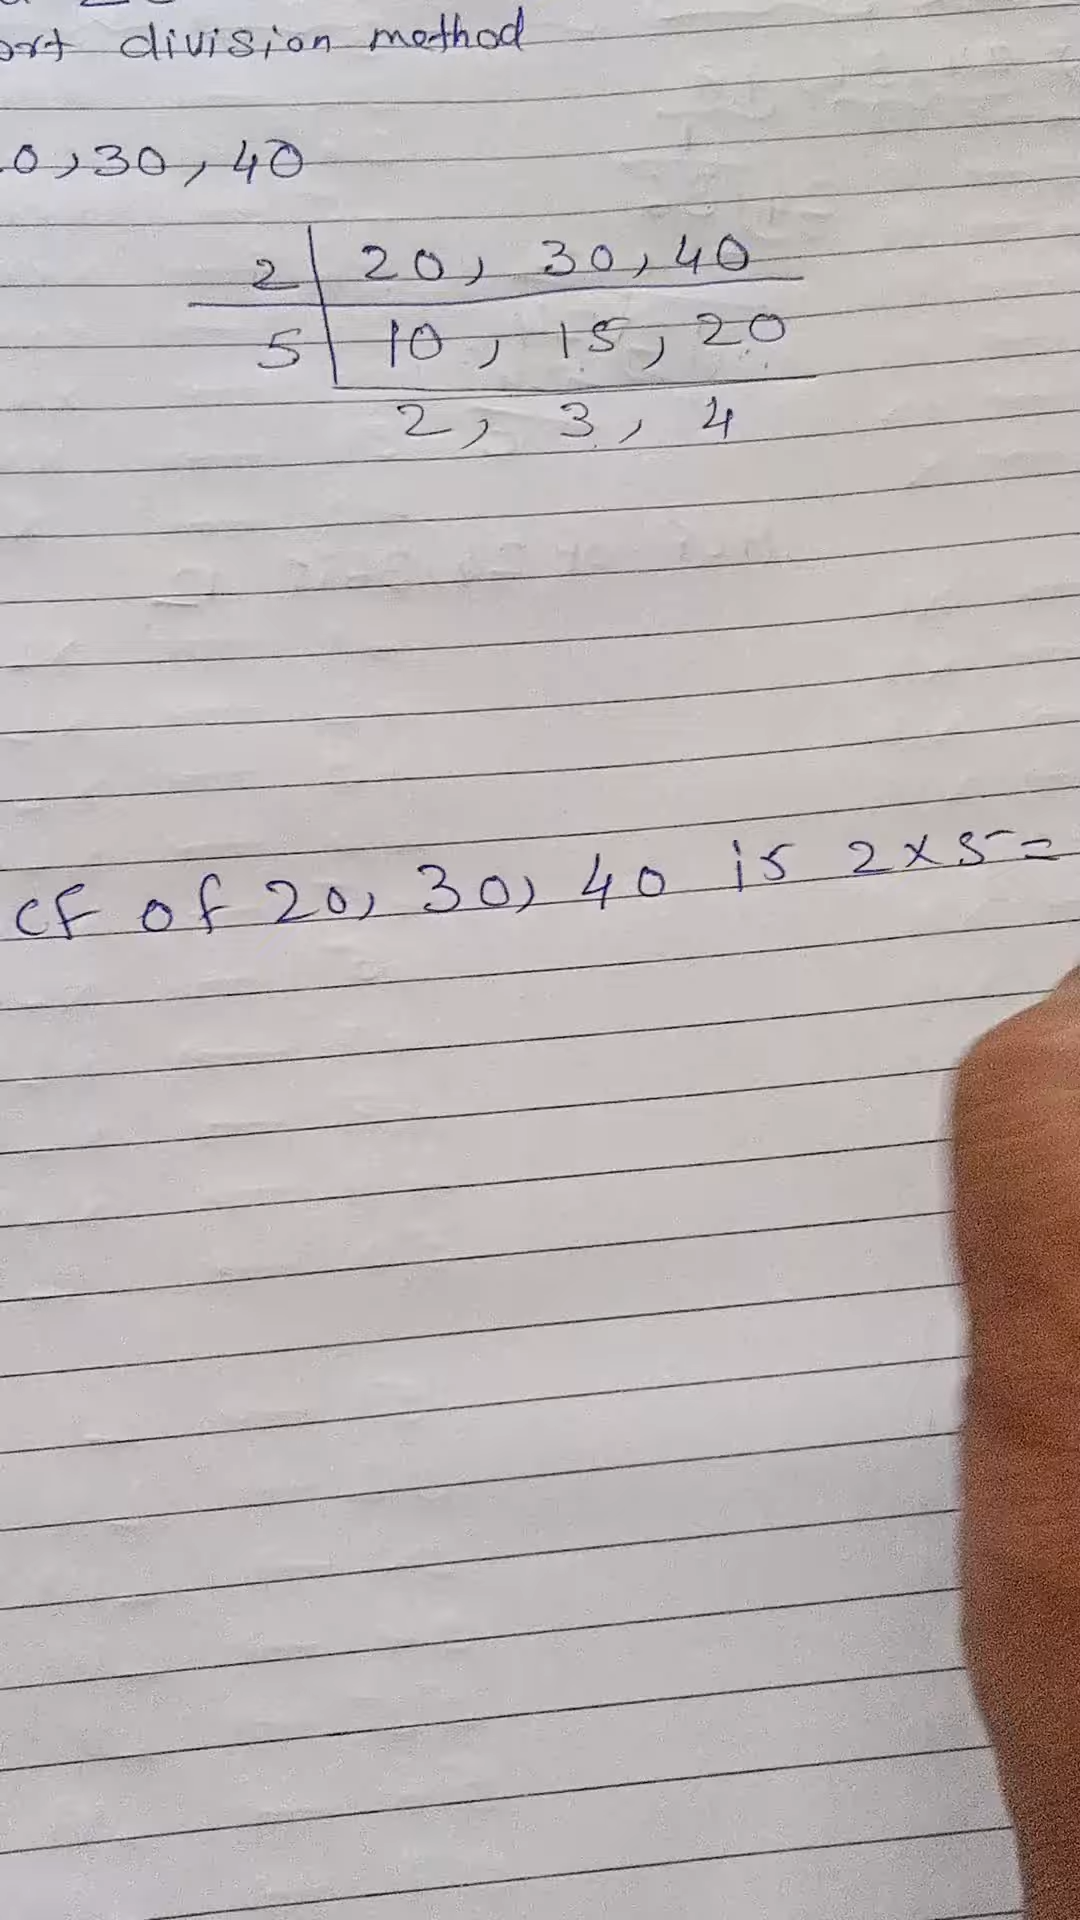 division method
0, 30, 40
2 | 20, 30, 40
5 | 10, 15, 20
2, 3, 4
CF of 20, 30, 40 is 2×5=